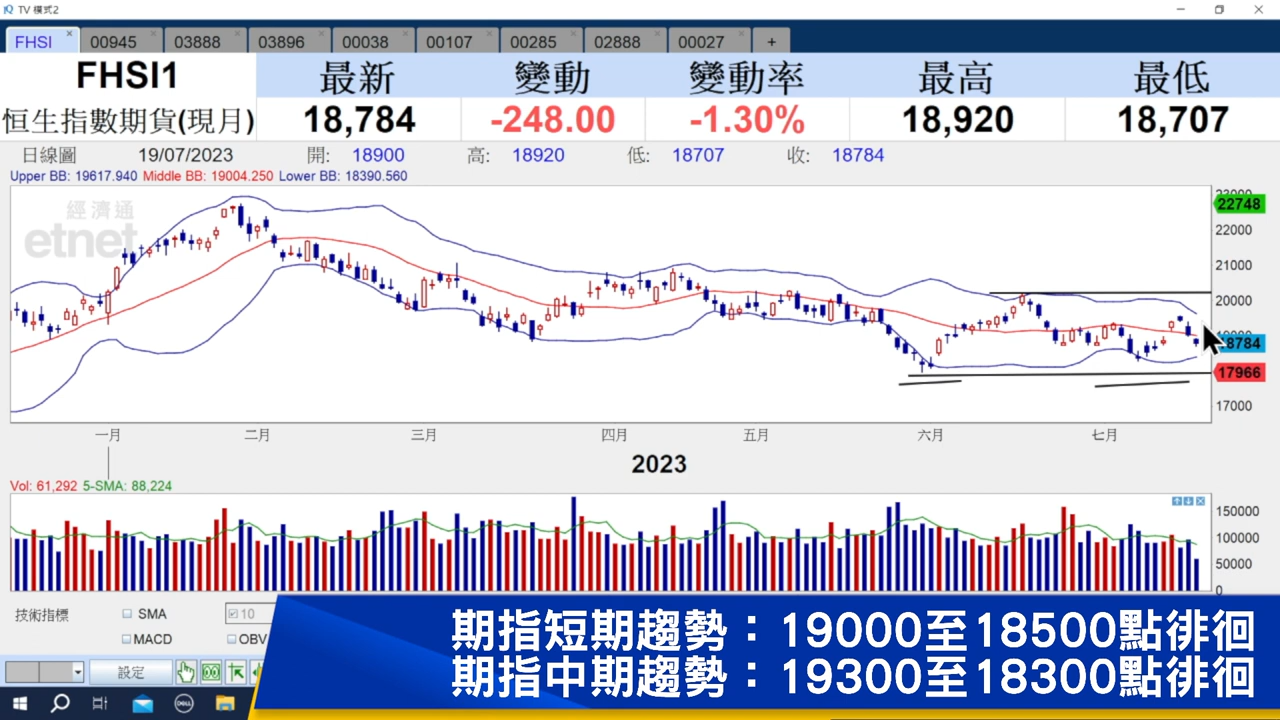 TV 模式2
FHSI 00945 03888 03896 00038 00107 00285 02888 00027 +
FHSI1 最新 變動 變動率 最高 最低
恒生指數期貨(現月) 18,784 -248.00 -1.30% 18,920 18,707
日線圖 19/07/2023 開: 18900 高: 18920 低: 18707 收: 18784
Upper BB: 19617.940 Middle BB: 19004.250 Lower BB: 18390.560
經濟通
etnet
23000
22748
22000
21000
20000
19000
18784
17966
17000
一月 二月 三月 四月 五月 六月 七月
2023
Vol: 61,292 5-SMA: 88,224
150000
100000
50000
0
技術指標 SMA 10
MACD OBV
設定
期指短期趨勢：19000至18500點徘徊
期指中期趨勢：19300至18300點徘徊
DELL